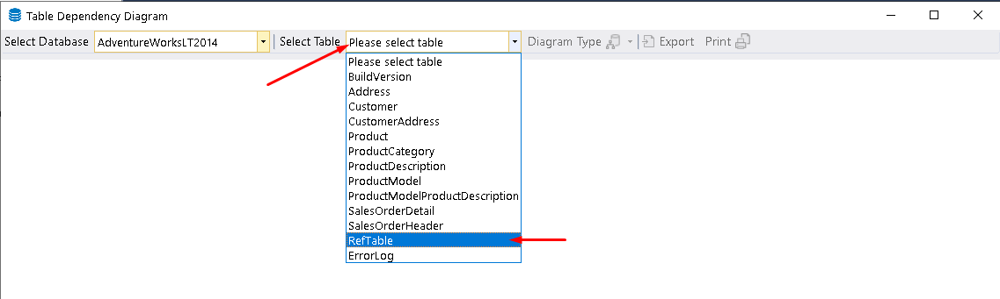 Table Dependency Diagram
Select Database AdventureWorksLT2014 Select Table Please select table Diagram Type Export Print
Please select table
BuildVersion
Address
Customer
CustomerAddress
Product
ProductCategory
ProductDescription
ProductModel
ProductModelProductDescription
SalesOrderDetail
SalesOrderHeader
RefTable
ErrorLog